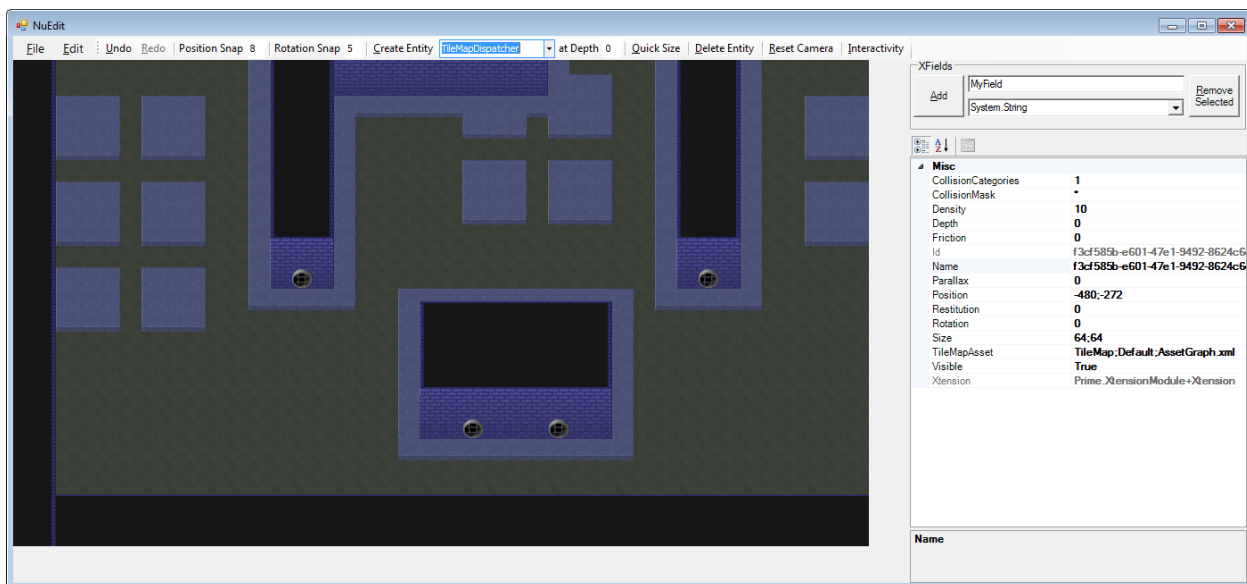 NuEdit
File Edit Undo Redo Position Snap 8 Rotation Snap 5 Create Entity TileMapDispatcher at Depth 0 Quick Size Delete Entity Reset Camera Interactivity
XFields
Add
MyField
System.String
Remove
Selected
Misc
CollisionCategories 1
CollisionMask *
Density 10
Depth 0
Friction 0
Id f3cf585b-e601-47e1-9492-8624c6
Name f3cf585b-e601-47e1-9492-8624c6
Parallax 0
Position -480;-272
Restitution 0
Rotation 0
Size 64;64
TileMapAsset TileMap;Default;AssetGraph.xml
Visible True
Xtension Prime.XtensionModule+Xtension
Name